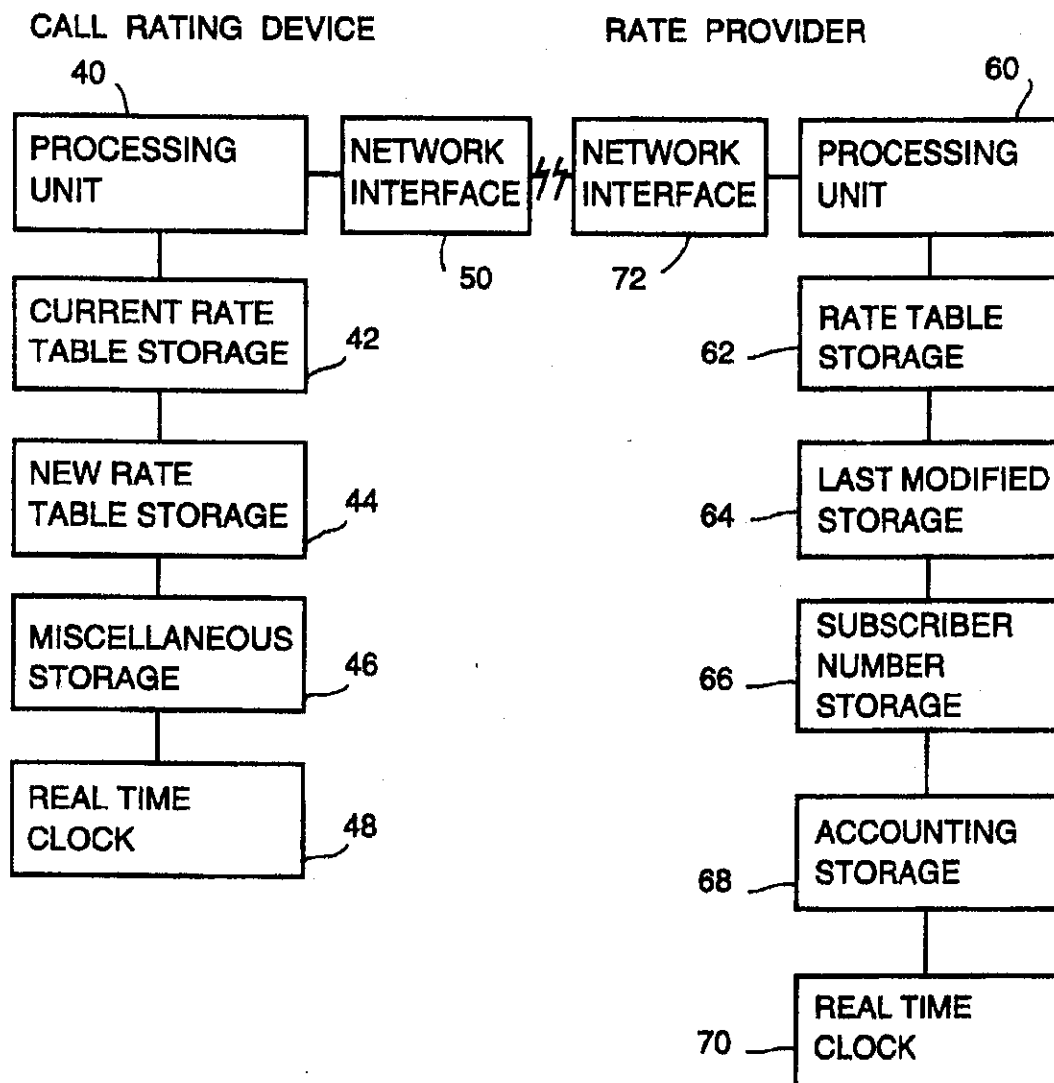 CALL RATING DEVICE
RATE PROVIDER
40
60
PROCESSING
UNIT
NETWORK
INTERFACE
NETWORK
INTERFACE
PROCESSING
UNIT
50
72
CURRENT RATE
TABLE STORAGE
42
62
RATE TABLE
STORAGE
NEW RATE
TABLE STORAGE
44
64
LAST MODIFIED
STORAGE
MISCELLANEOUS
STORAGE
46
66
SUBSCRIBER
NUMBER
STORAGE
REAL TIME
CLOCK
48
68
ACCOUNTING
STORAGE
70
REAL TIME
CLOCK